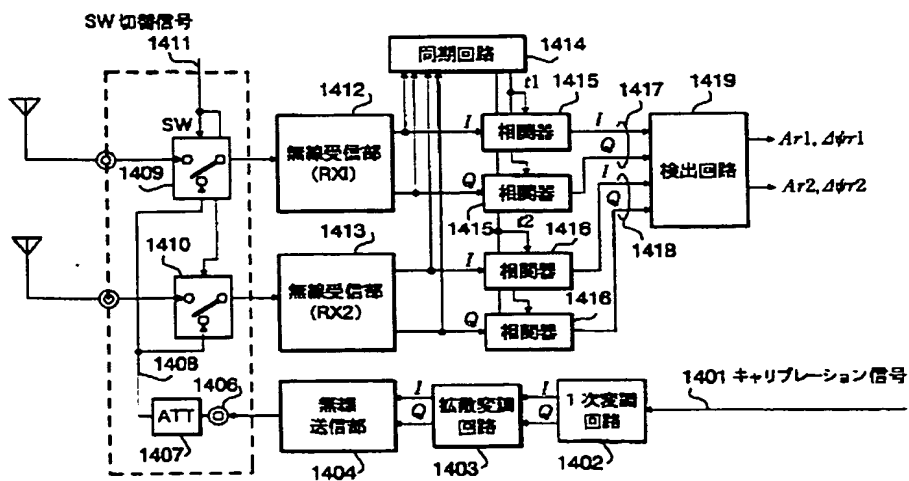 SW 切替信号
1411
SW
1409
1410
1408
1406
ATT
1407
1412
無線受信部
(RX1)
1413
無線受信部
(RX2)
無線
送信部
1404
同期回路
1414
t1
1415
I
相関器
Q
相関器
1415
t2
1416
I
相関器
Q
相関器
1416
I
1417
Q
I
Q
1418
1419
検出回路
Ar1,Δφr1
Ar2,Δφr2
I
Q
拡散変調
回路
1403
I
Q
1次変調
回路
1402
1401 キャリブレーション信号